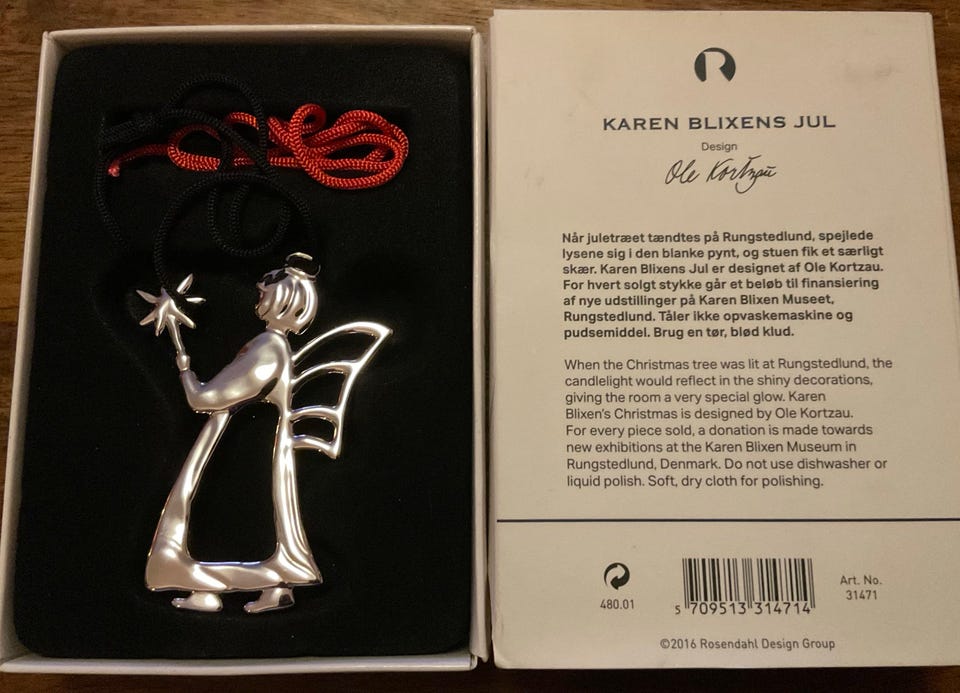 R
KAREN BLIXENS JUL
Design
Ole Kortzau
Når juletræet tændtes på Rungstedlund, spejlede
lysene sig i den blanke pynt, og stuen fik et særligt
skær. Karen Blixens Jul er designet af Ole Kortzau.
For hvert solgt stykke går et beløb til finansiering
af nye udstillinger på Karen Blixen Museet,
Rungstedlund. Tåler ikke opvaskemaskine og
pudsemiddel. Brug en tør, blød klud.
When the Christmas tree was lit at Rungstedlund, the
candlelight would reflect in the shiny decorations,
giving the room a very special glow. Karen
Blixen's Christmas is designed by Ole Kortzau.
For every piece sold, a donation is made towards
new exhibitions at the Karen Blixen Museum in
Rungstedlund, Denmark. Do not use dishwasher or
liquid polish. Soft, dry cloth for polishing.
480.01
5 709513 314714
Art. No.
31471
©2016 Rosendahl Design Group